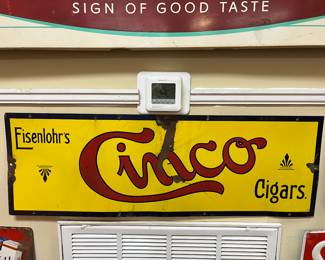 SIGN OF GOOD TASTE
Eisenlohr's
Cinco
Cigars.